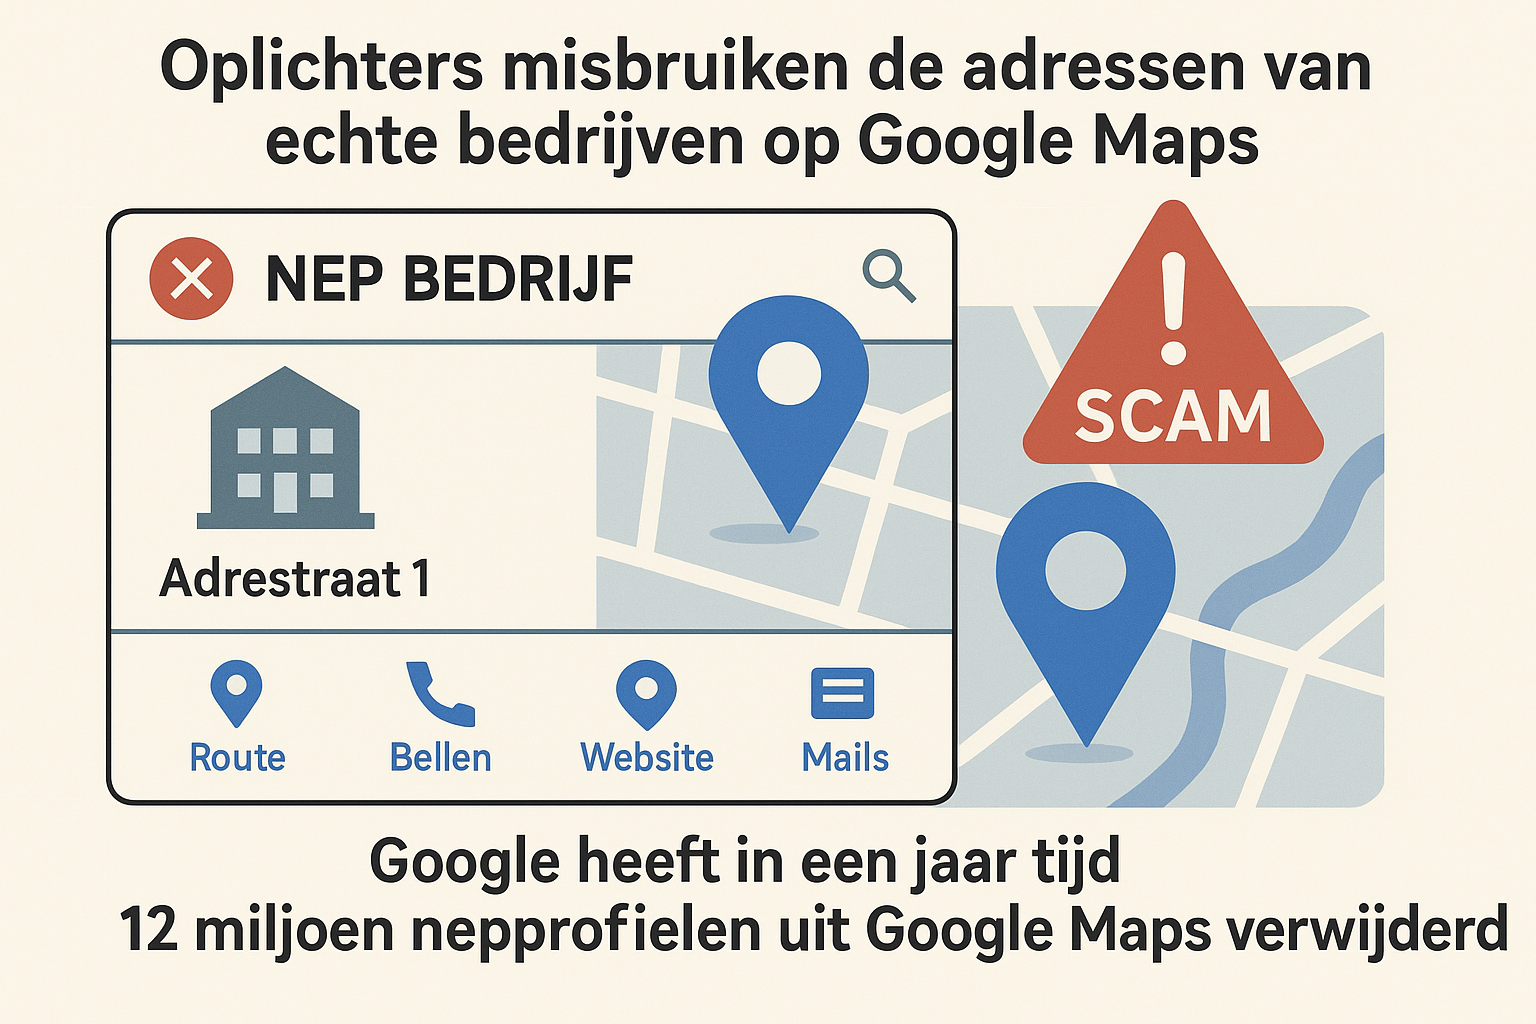 Oplichters misbruiken de adressen van
echte bedrijven op Google Maps
NEP BEDRIJF
SCAM
Adrestraat 1
Route
Bellen
Website
Mails
Google heeft in een jaar tijd
12 miljoen nepprofielen uit Google Maps verwijderd